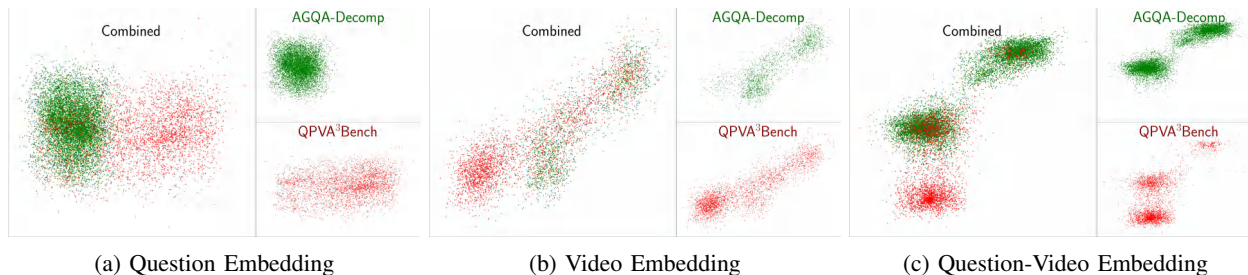 Combined
AGQA-Decomp
QPVA³Bench
(a) Question Embedding
Combined
AGQA-Decomp
QPVA³Bench
(b) Video Embedding
Combined
AGQA-Decomp
QPVA³Bench
(c) Question-Video Embedding